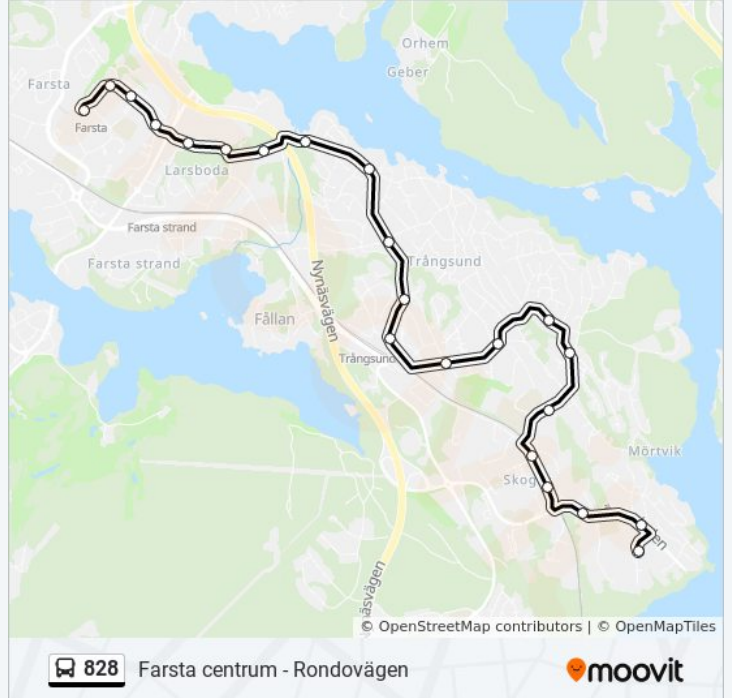 Orhem
Geber
Farsta
Farsta
Larsboda
Farsta strand
Farsta strand
Trångsund
Nynäsvägen
Fållan
Trångsund
Mörtvik
Skog
© OpenStreetMap contributors | © OpenMapTiles
828 Farsta centrum - Rondovägen
moovit